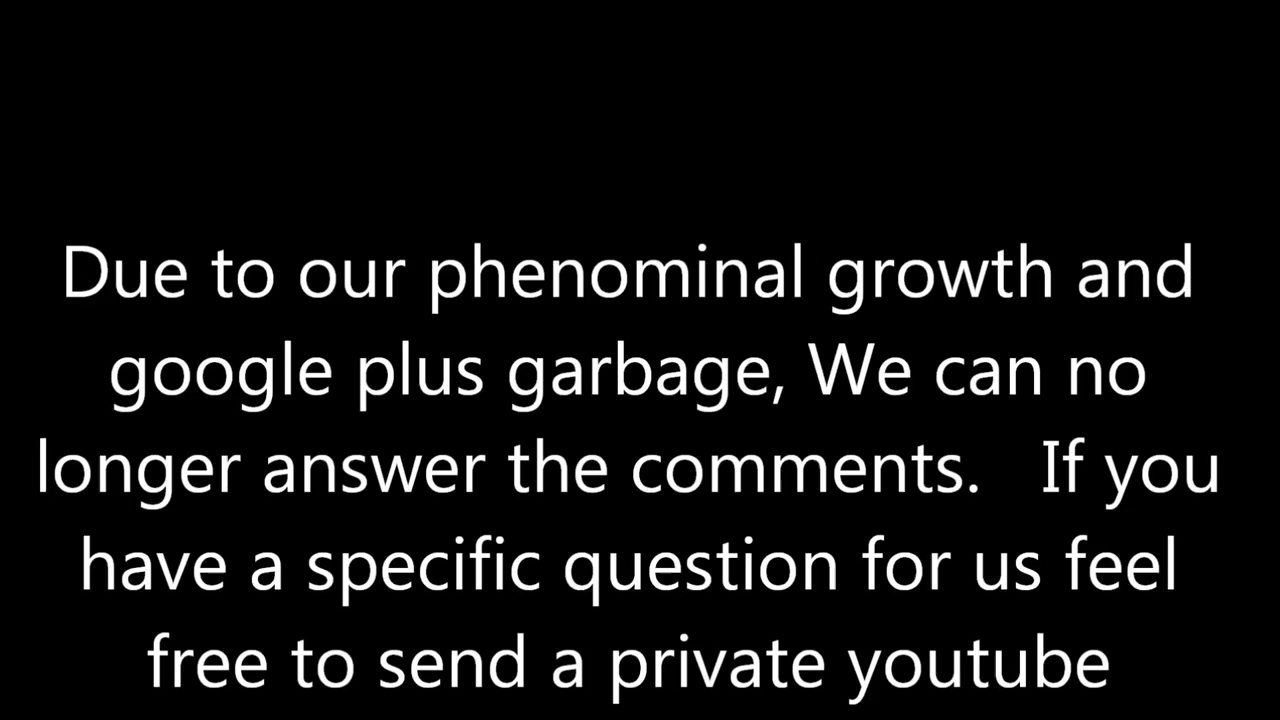 Due to our phenominal growth and
google plus garbage, We can no
longer answer the comments.   If you
have a specific question for us feel
free to send a private youtube